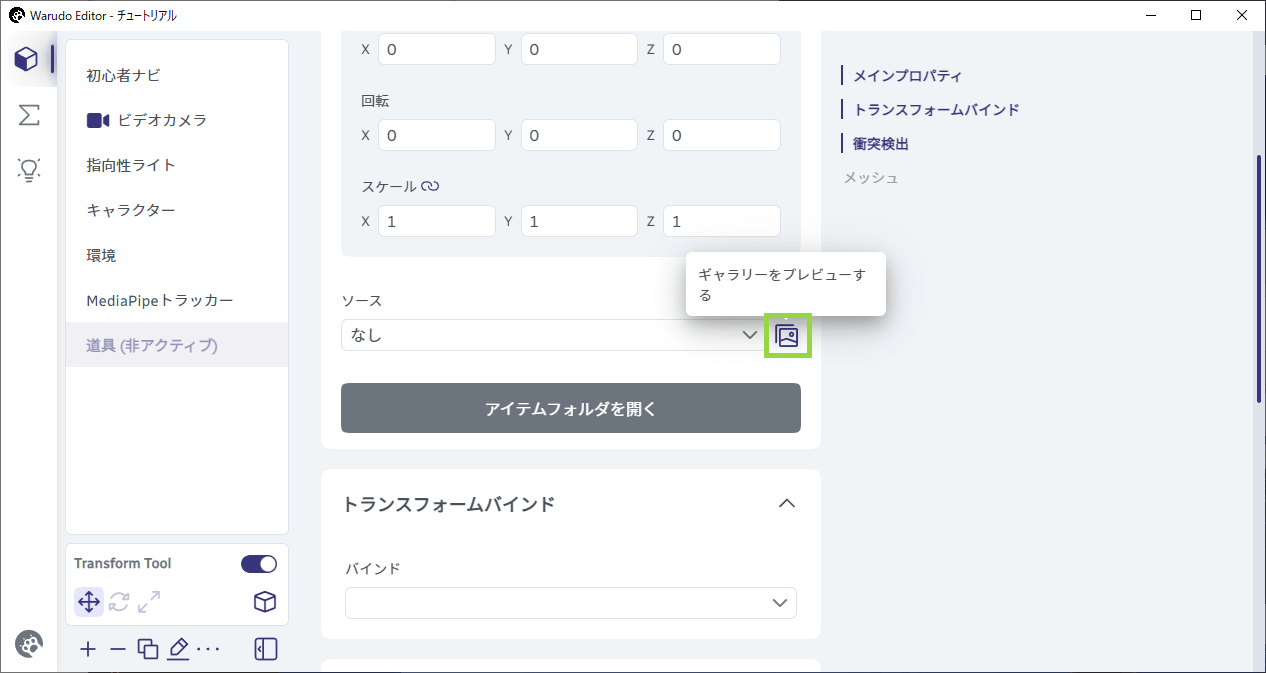 Warudo Editor - チュートリアル
初心者ナビ
ビデオカメラ
指向性ライト
キャラクター
環境
MediaPipeトラッカー
道具 (非アクティブ)
Transform Tool
X 0 Y 0 Z 0
回転
X 0 Y 0 Z 0
スケール
X 1 Y 1 Z 1
ギャラリーをプレビューす
る
ソース
なし
アイテムフォルダを開く
トランスフォームバインド
バインド
メインプロパティ
トランスフォームバインド
衝突検出
メッシュ